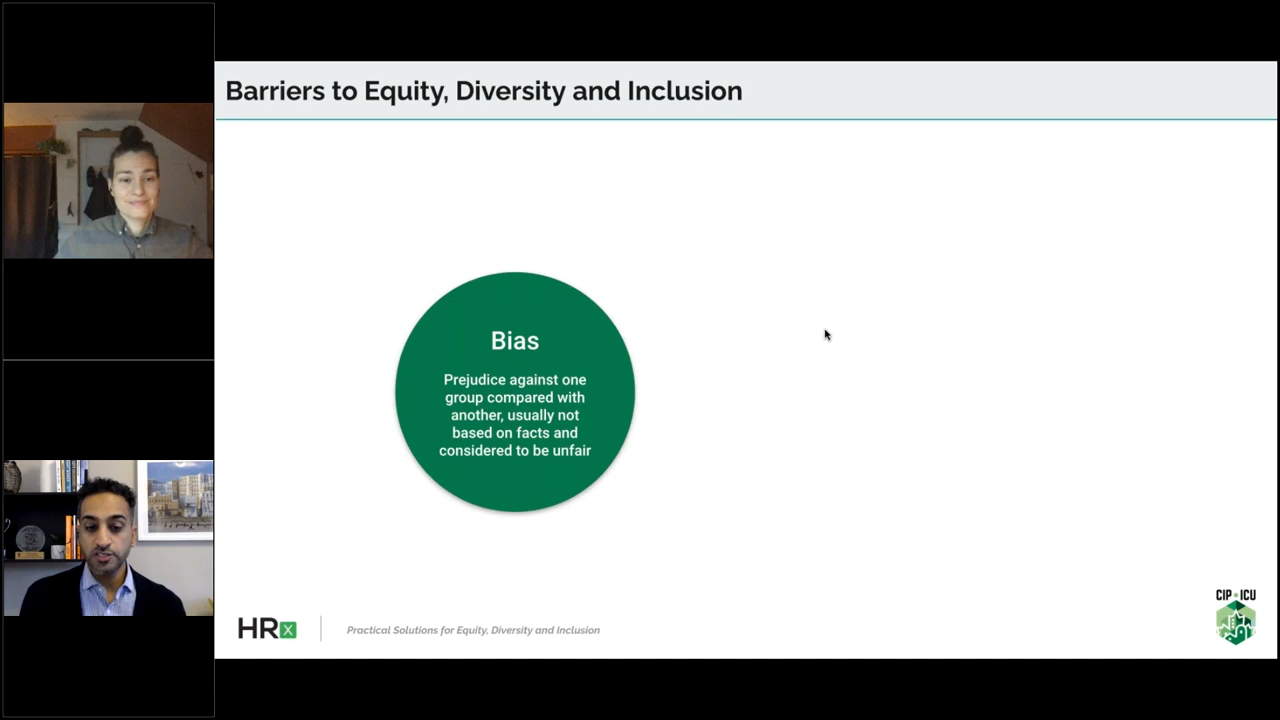 Barriers to Equity, Diversity and Inclusion
Bias
Prejudice against one
group compared with
another, usually not
based on facts and
considered to be unfair
HRx
Practical Solutions for Equity, Diversity and Inclusion
CIP ICU